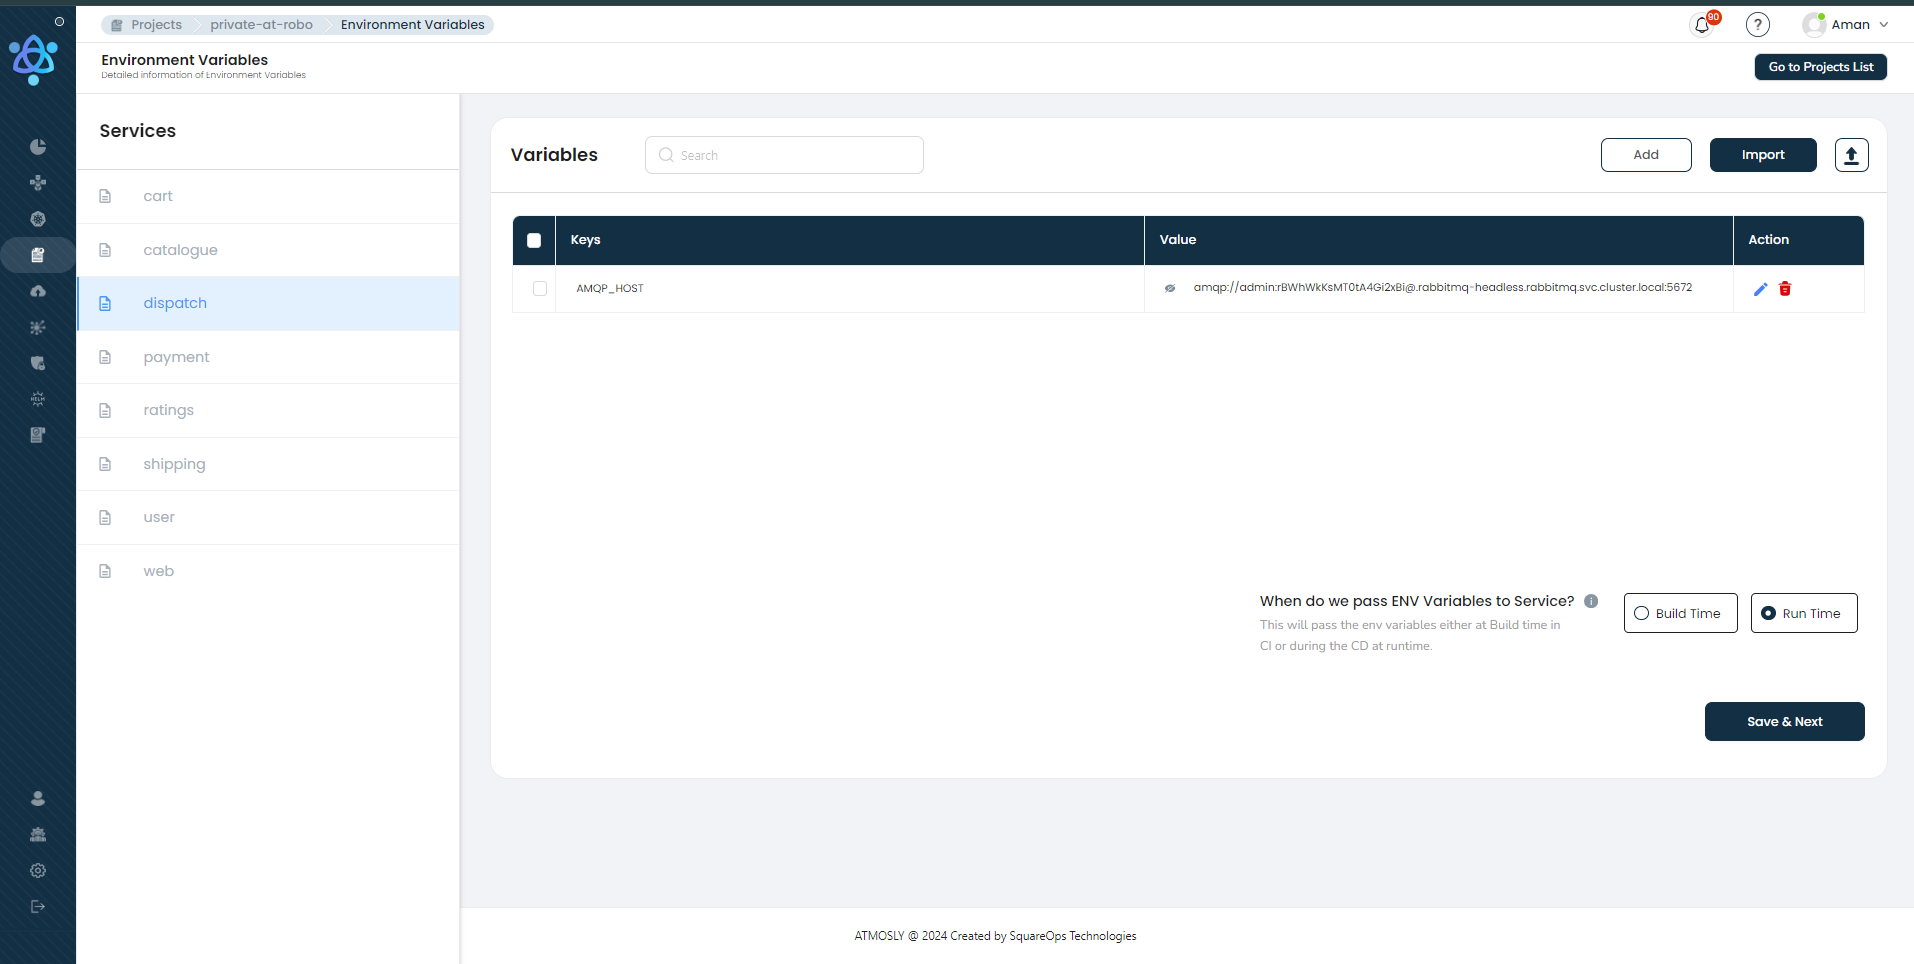 Projects private-at-robo Environment Variables
90
?
Aman
Environment Variables
Detailed information of Environment Variables
Go to Projects List
Services
cart
catalogue
dispatch
payment
ratings
shipping
user
web
HELM
Variables
Search
Add
Import
Keys
Value
Action
AMQP_HOST
amqp://admin:rBWhWkKsMT0tA4Gi2xBi@.rabbitmq-headless.rabbitmq.svc.cluster.local:5672
When do we pass ENV Variables to Service?
This will pass the env variables either at Build time in
CI or during the CD at runtime.
Build Time
Run Time
Save & Next
ATMOSLY @ 2024 Created by SquareOps Technologies